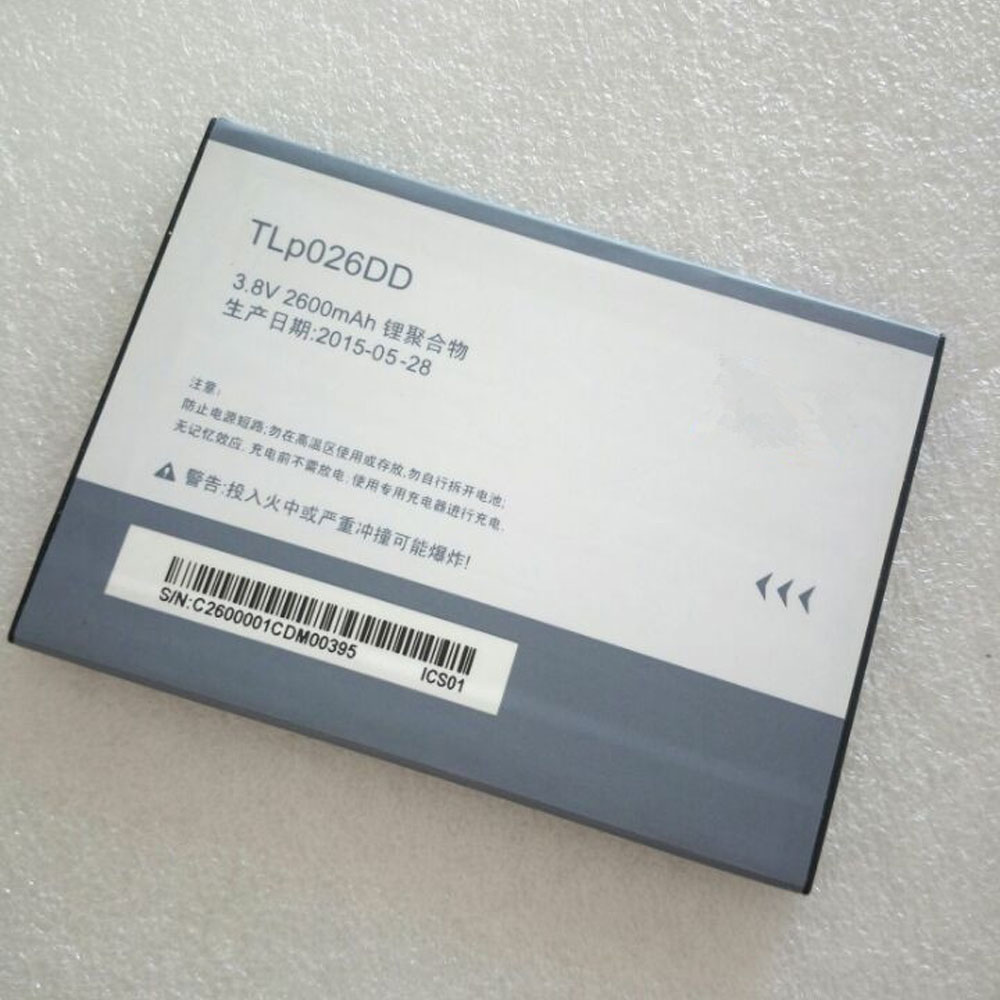 TLp026DD
3.8V 2600mAh 锂聚合物
生产日期:2015-05-28
注意:
防止电源短路;勿在高温区使用或存放,勿自行拆开电池;
无记忆效应,充电前不需放电;使用专用充电器进行充电.
警告:投入火中或严重冲撞可能爆炸!
S/N:C2600001CDM00395
ICS01